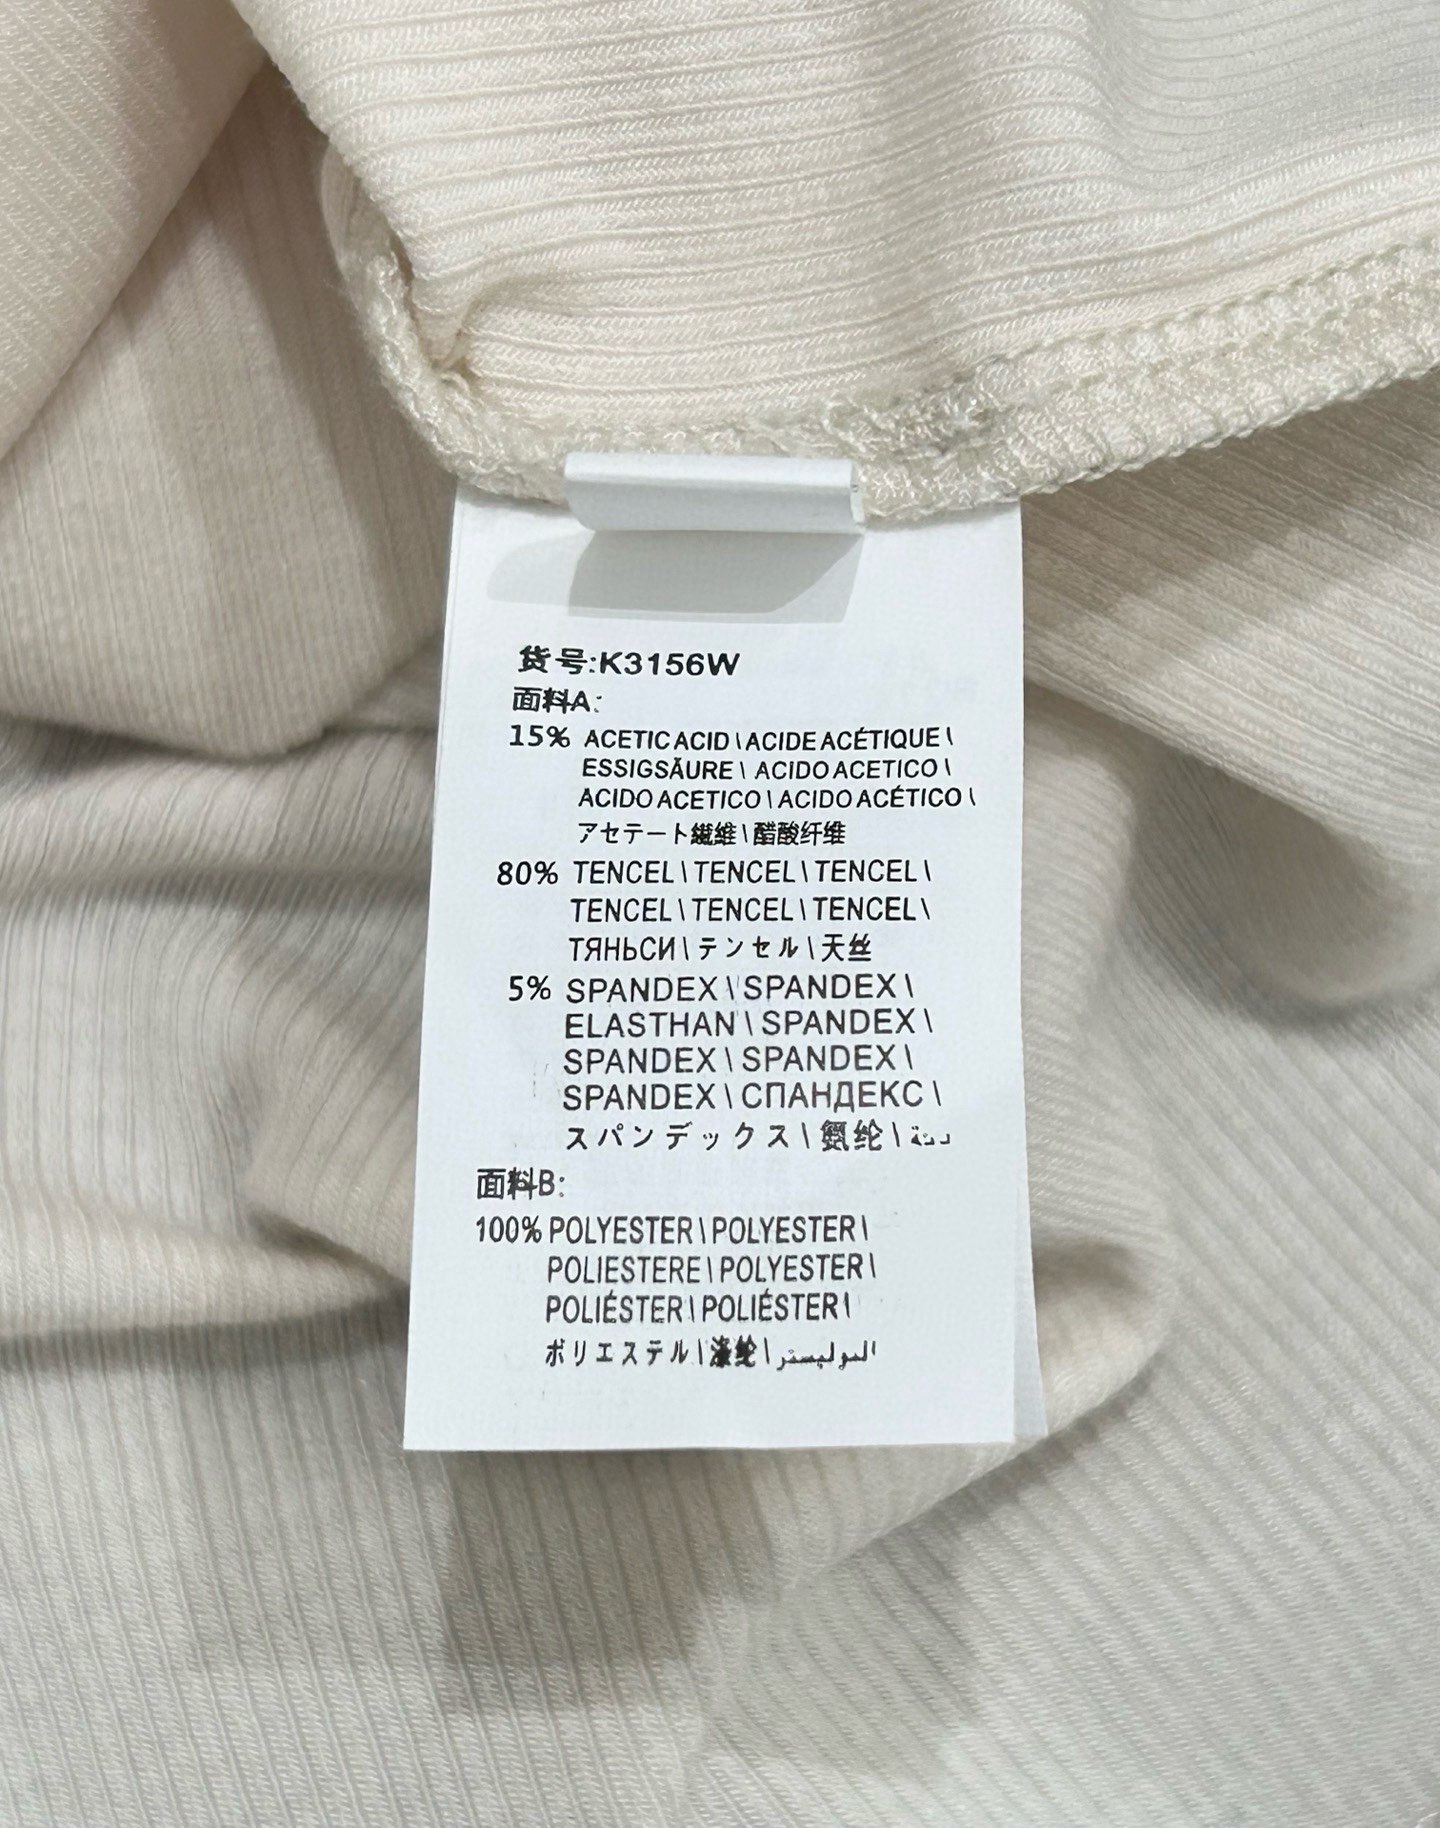 货号:K3156W
面料A:
15% ACETIC ACID \ ACIDE ACÉTIQUE \
ESSIGSÄURE \ ACIDO ACETICO \
ACIDO ACETICO \ ACIDO ACÉTICO \
アセテート繊維 \ 醋酸纤维
80% TENCEL \ TENCEL \ TENCEL \
TENCEL \ TENCEL \ TENCEL \
ТЯНЬСИ \ テンセル \ 天丝
5% SPANDEX \ SPANDEX \
ELASTHAN \ SPANDEX \
SPANDEX \ SPANDEX \
SPANDEX \ СПАНДЕКС \
スパンデックス \ 氨纶 \
面料B:
100% POLYESTER \ POLYESTER \
POLIESTERE \ POLYESTER \
POLIÉSTER \ POLIÉSTER \
ポリエステル \ 涤纶 \ البوليستر